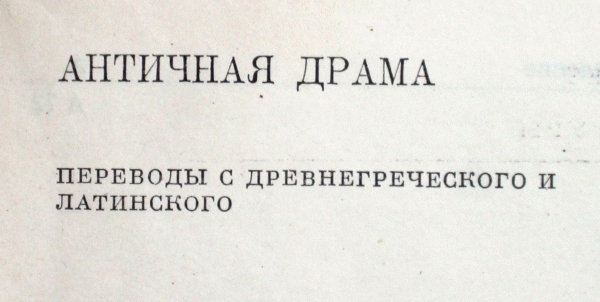 АНТИЧНАЯ ДРАМА
ПЕРЕВОДЫ С ДРЕВНЕГРЕЧЕСКОГО И
ЛАТИНСКОГО